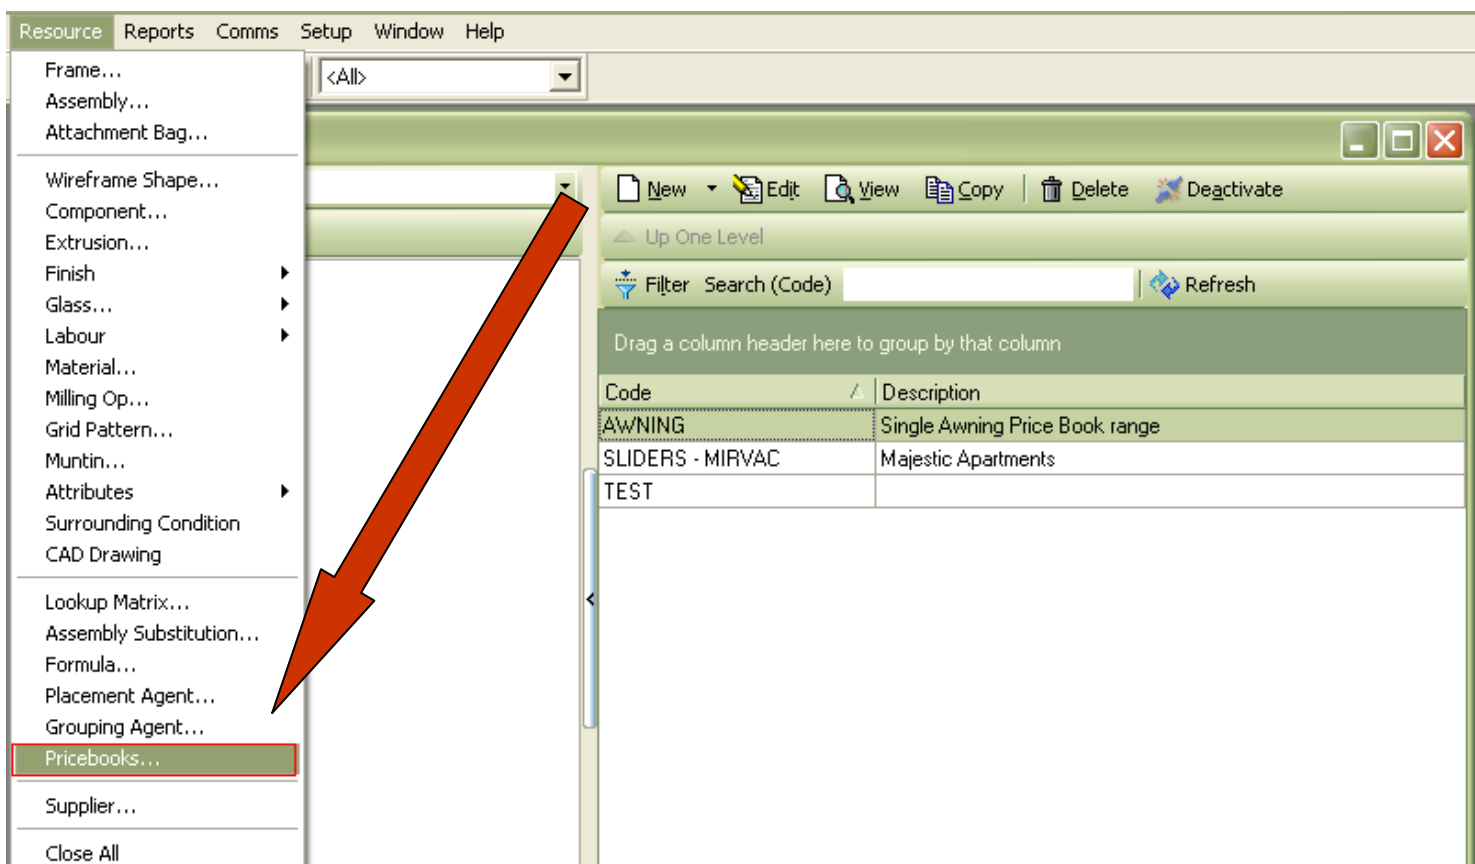 Resource Reports Comms Setup Window Help
Frame...
<All>
Assembly...
Attachment Bag...
Wireframe Shape...
Component...
Extrusion...
Finish
Glass...
Labour
Material...
Milling Op...
Grid Pattern...
Muntin...
Attributes
Surrounding Condition
CAD Drawing
Lookup Matrix...
Assembly Substitution...
Formula...
Placement Agent...
Grouping Agent...
Pricebooks...
Supplier...
Close All
New Edit View Copy Delete Deactivate
Up One Level
Filter Search (Code) Refresh
Drag a column header here to group by that column
Code Description
AWNING Single Awning Price Book range
SLIDERS - MIRVAC Majestic Apartments
TEST